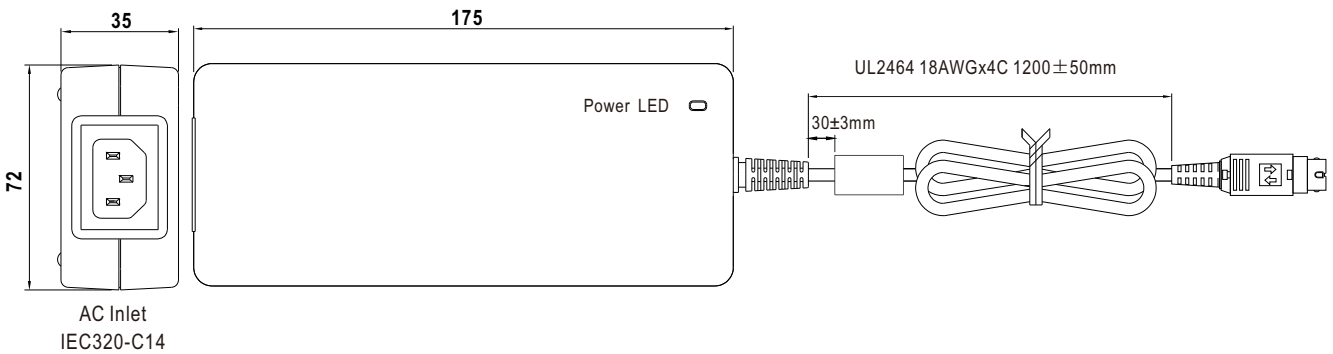 35
175
UL2464 18AWGx4C 1200±50mm
Power LED
30±3mm
72
AC Inlet
IEC320-C14